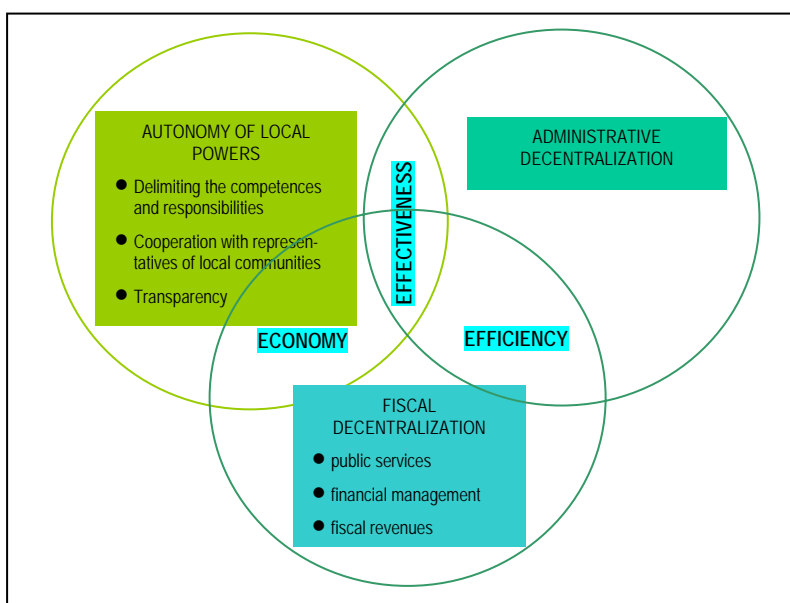 AUTONOMY OF LOCAL
POWERS
● Delimiting the competences
and responsibilities
● Cooperation with represen-
tatives of local communities
● Transparency
ADMINISTRATIVE
DECENTRALIZATION
EFFECTIVENESS
ECONOMY
EFFICIENCY
FISCAL
DECENTRALIZATION
● public services
● financial management
● fiscal revenues